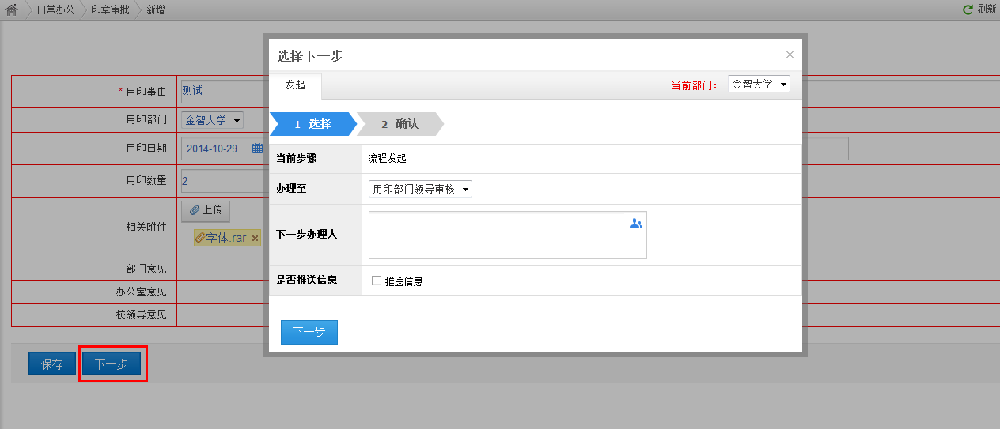 日常办公 印章审批 新增 刷新
选择下一步
发起 当前部门： 金智大学
1 选择 2 确认
当前步骤 流程发起
办理至 用印部门领导审核
下一步办理人
是否推送信息 推送信息
下一步
* 用印事由 测试
用印部门 金智大学
用印日期 2014-10-29
用印数量 2
相关附件 上传
字体.rar
部门意见
办公室意见
校领导意见
保存 下一步